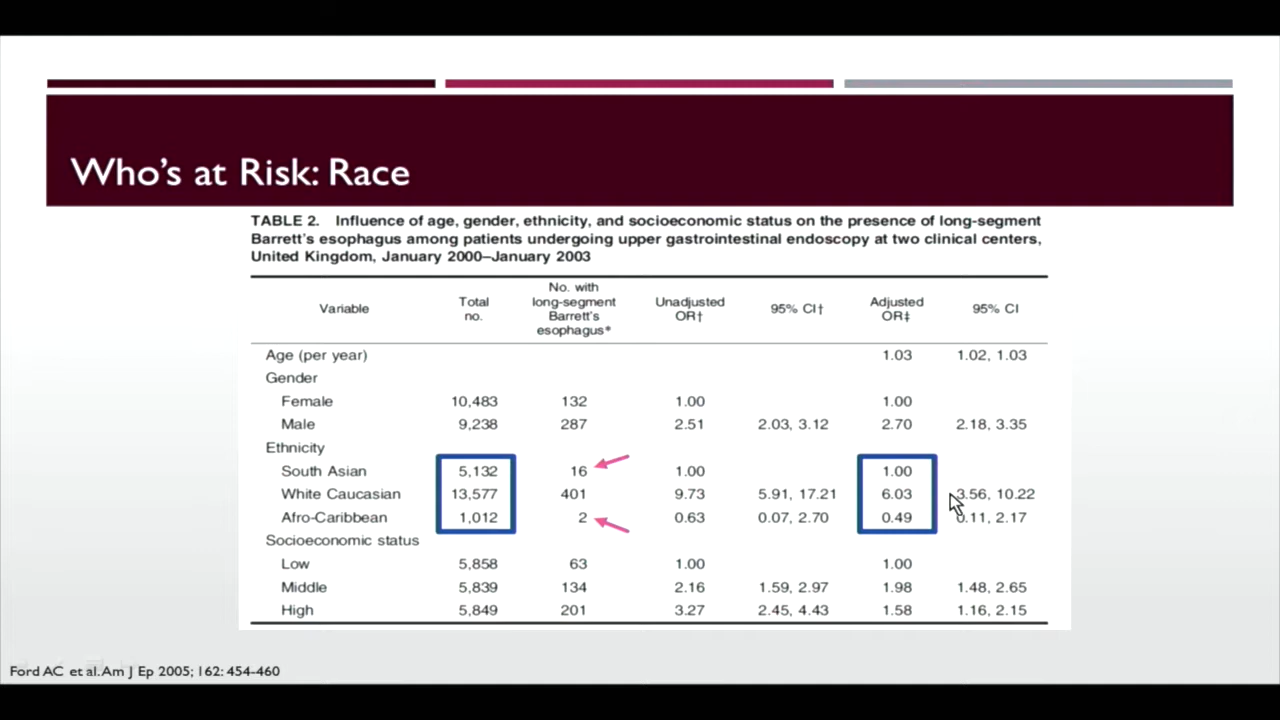 Who's at Risk: Race
TABLE 2. Influence of age, gender, ethnicity, and socioeconomic status on the presence of long-segment
Barrett's esophagus among patients undergoing upper gastrointestinal endoscopy at two clinical centers,
United Kingdom, January 2000–January 2003
Variable Total no. No. with long-segment Barrett's esophagus* Unadjusted OR† 95% CI† Adjusted OR‡ 95% CI
Age (per year) 1.03 1.02, 1.03
Gender
Female 10,483 132 1.00 1.00
Male 9,238 287 2.51 2.03, 3.12 2.70 2.18, 3.35
Ethnicity
South Asian 5,132 16 1.00 1.00
White Caucasian 13,577 401 9.73 5.91, 17.21 6.03 3.56, 10.22
Afro-Caribbean 1,012 2 0.63 0.07, 2.70 0.49 0.11, 2.17
Socioeconomic status
Low 5,858 63 1.00 1.00
Middle 5,839 134 2.16 1.59, 2.97 1.98 1.48, 2.65
High 5,849 201 3.27 2.45, 4.43 1.58 1.16, 2.15
Ford AC et al. Am J Ep 2005; 162: 454-460